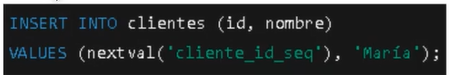 INSERT INTO clientes (id, nombre)
VALUES (nextval('cliente_id_seq'), 'María');